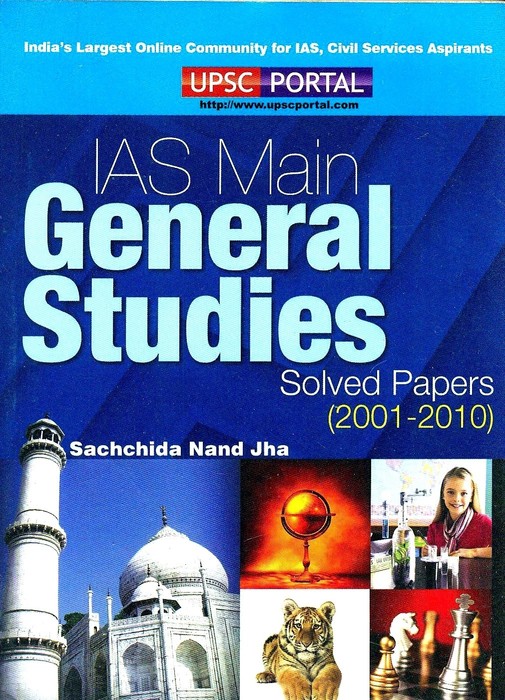 India's Largest Online Community for IAS, Civil Services Aspirants
UPSC PORTAL
http://www.upscportal.com
IAS Main
General
Studies
Solved Papers
(2001-2010)
Sachchida Nand Jha